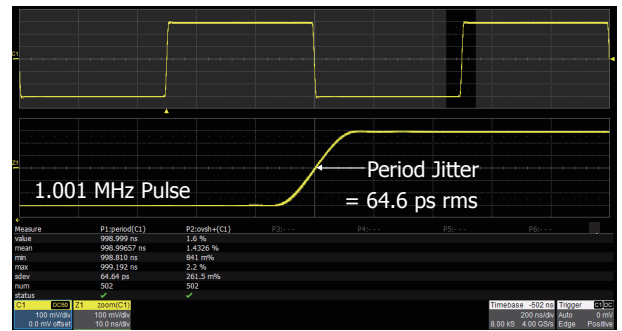 C1
Z1
Period Jitter
1.001 MHz Pulse
= 64.6 ps rms
Measure P1:period(C1) P2:ovsh+(C1) P3:- - - P4:- - - P5:- - - P6:- - -
value 998.999 ns 1.6 %
mean 998.99657 ns 1.4326 %
min 998.810 ns 841 m%
max 999.192 ns 2.2 %
sdev 64.64 ps 261.5 m%
num 502 502
status ✔ ✔
C1 DC50 Z1 zoom(C1) Timebase -502 ns Trigger C1 DC
100 mV/div 100 mV/div 200 ns/div Auto 0 mV
0.0 mV offset 10.0 ns/div 8.00 kS 4.00 GS/s Edge Positive